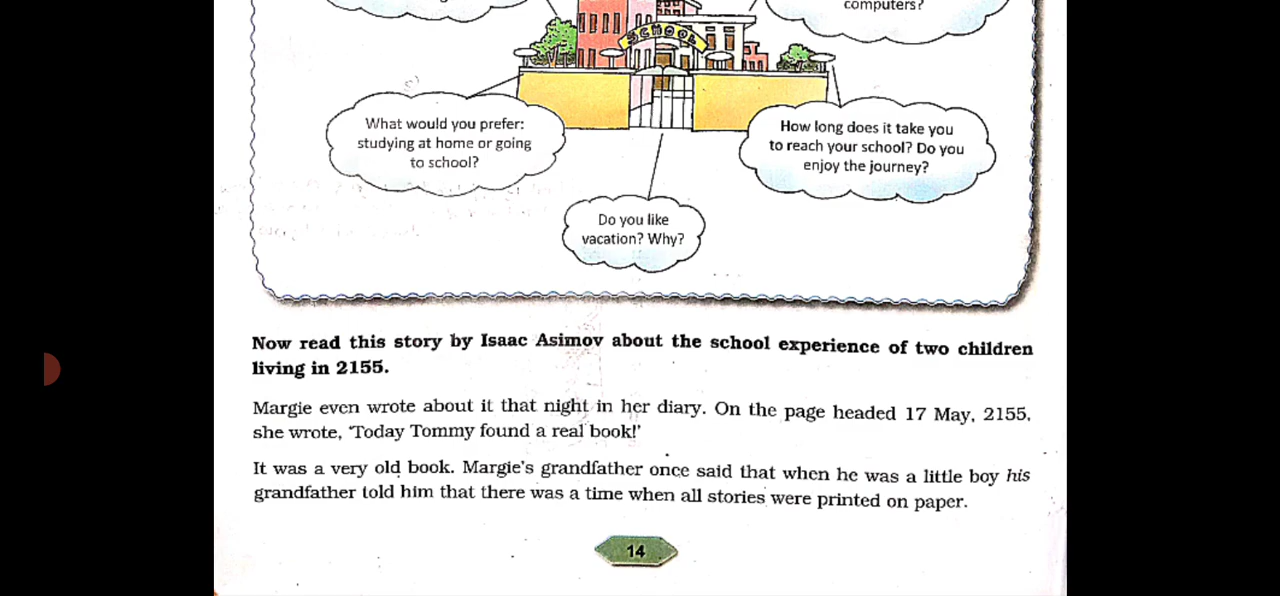 computers?
SCHOOL
What would you prefer:
studying at home or going
to school?
How long does it take you
to reach your school? Do you
enjoy the journey?
Do you like
vacation? Why?
Now read this story by Isaac Asimov about the school experience of two children
living in 2155.
Margie even wrote about it that night in her diary. On the page headed 17 May, 2155,
she wrote, 'Today Tommy found a real book!'
It was a very old book. Margie's grandfather once said that when he was a little boy his
grandfather told him that there was a time when all stories were printed on paper.
14